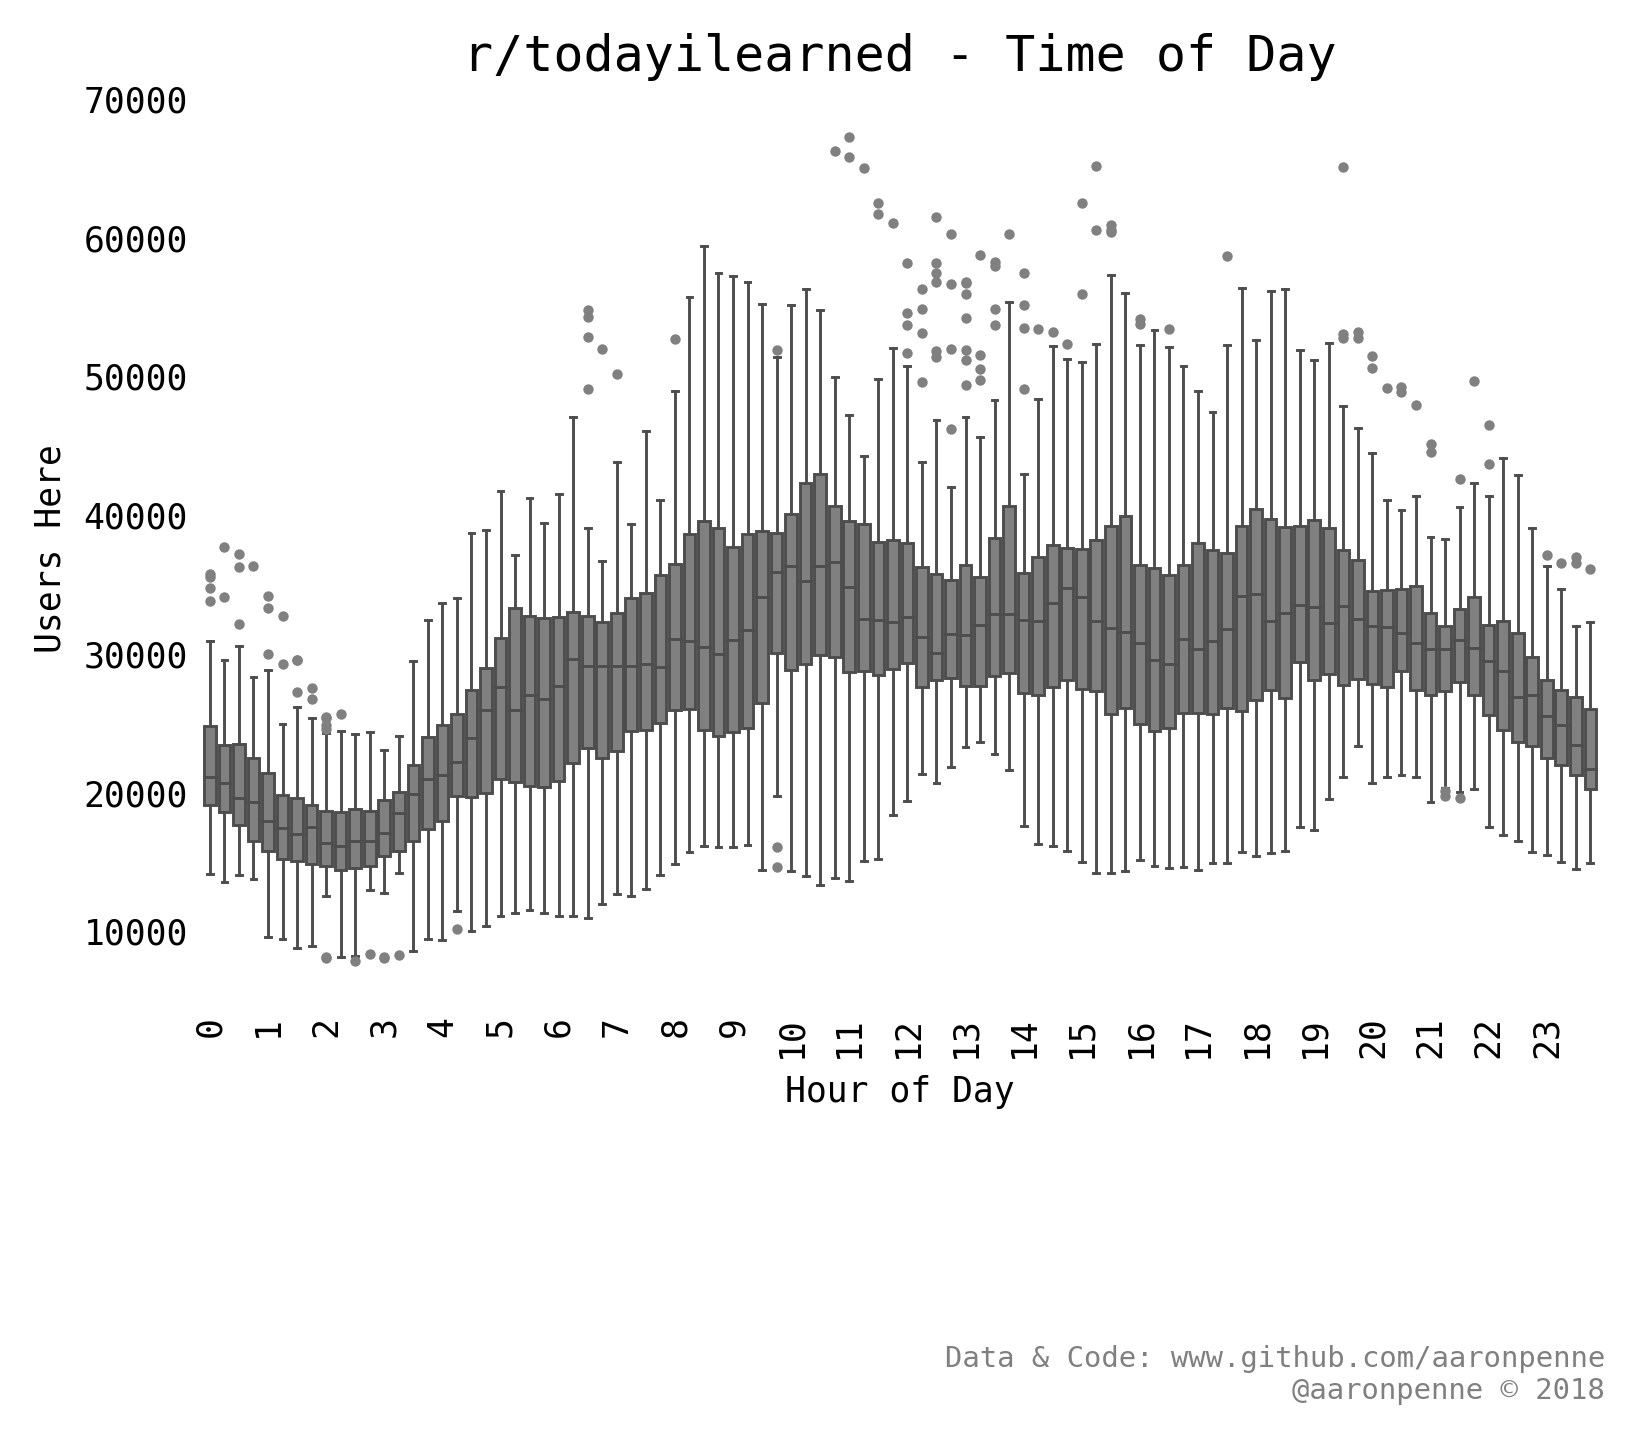 r/todayilearned - Time of Day
70000
60000
50000
40000
30000
20000
10000
Users Here
0 1 2 3 4 5 6 7 8 9 10 11 12 13 14 15 16 17 18 19 20 21 22 23
Hour of Day
Data & Code: www.github.com/aaronpenne
@aaronpenne © 2018